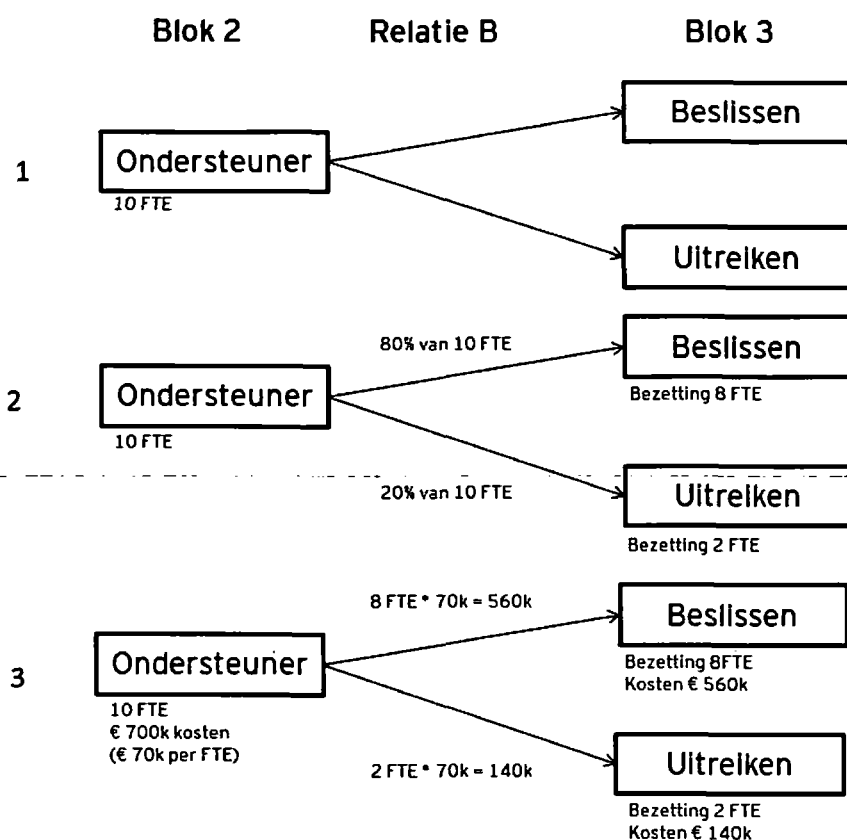 Blok 2 Relatie B Blok 3
Beslissen
1 Ondersteuner
10 FTE
Uitreiken
80% van 10 FTE Beslissen
Bezetting 8 FTE
2 Ondersteuner
10 FTE
20% van 10 FTE Uitreiken
Bezetting 2 FTE
8 FTE * 70k = 560k Beslissen
Bezetting 8FTE
Kosten € 560k
3 Ondersteuner
10 FTE
€ 700k kosten
(€ 70k per FTE)
2 FTE * 70k = 140k Uitreiken
Bezetting 2 FTE
Kosten € 140k